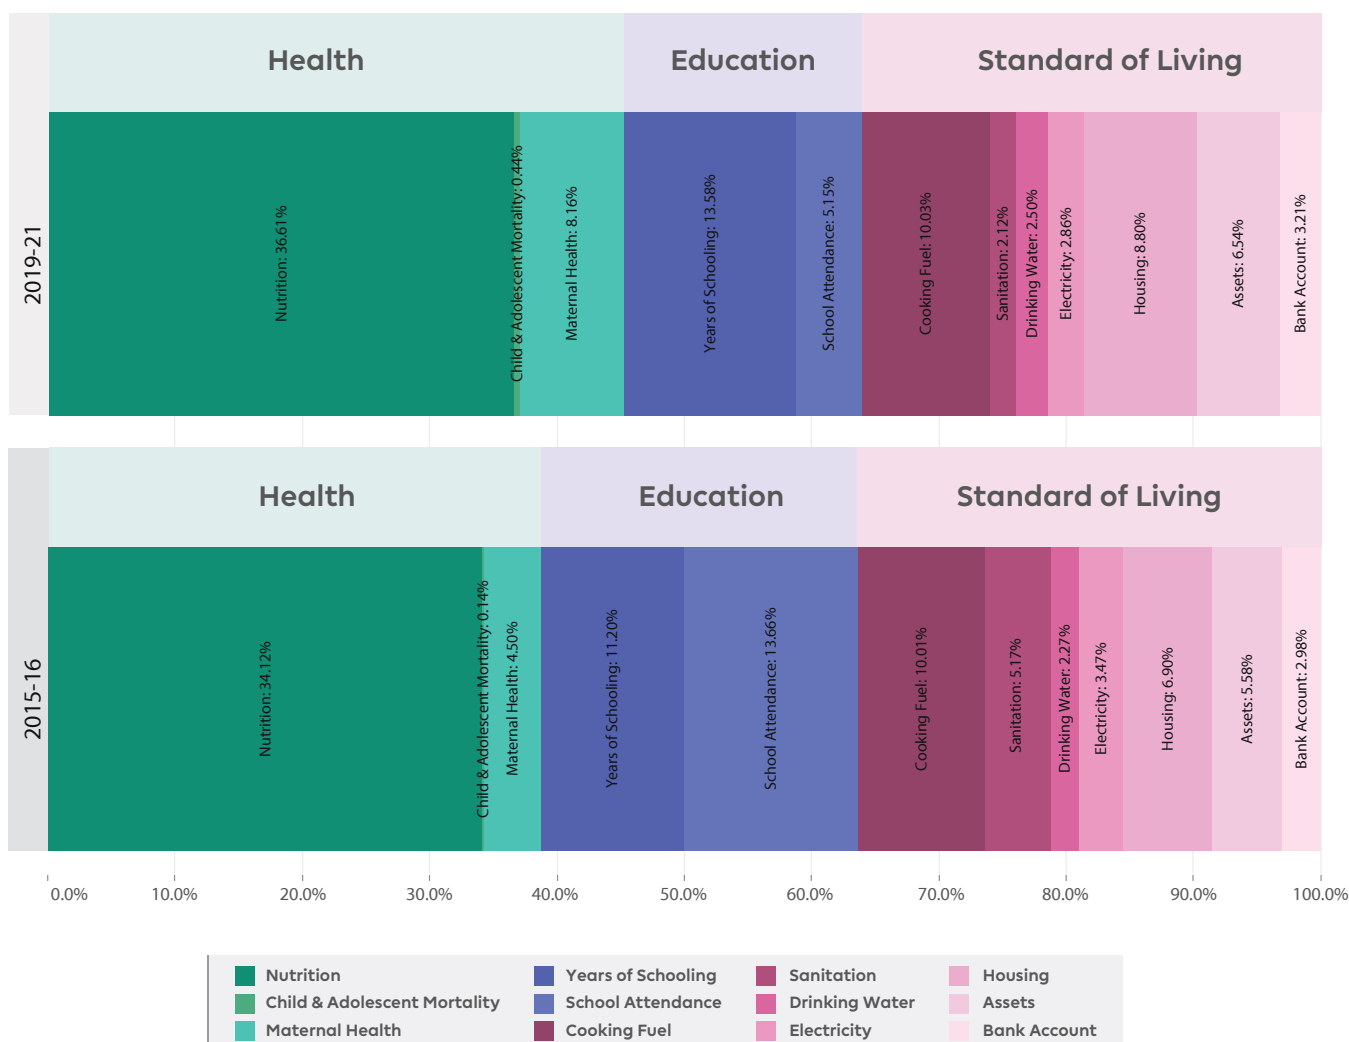 Health
Education
Standard of Living
2019-21
Nutrition: 36.61%
Child & Adolescent Mortality: 0.44%
Maternal Health: 8.16%
Years of Schooling: 13.58%
School Attendance: 5.15%
Cooking Fuel: 10.03%
Sanitation: 2.12%
Drinking Water: 2.50%
Electricity: 2.86%
Housing: 8.80%
Assets: 6.54%
Bank Account: 3.21%
Health
Education
Standard of Living
2015-16
Nutrition: 34.12%
Child & Adolescent Mortality: 0.14%
Maternal Health: 4.50%
Years of Schooling: 11.20%
School Attendance: 13.66%
Cooking Fuel: 10.01%
Sanitation: 5.17%
Drinking Water: 2.27%
Electricity: 3.47%
Housing: 6.90%
Assets: 5.58%
Bank Account: 2.98%
0.0% 10.0% 20.0% 30.0% 40.0% 50.0% 60.0% 70.0% 80.0% 90.0% 100.0%
Nutrition
Child & Adolescent Mortality
Maternal Health
Years of Schooling
School Attendance
Cooking Fuel
Sanitation
Drinking Water
Electricity
Housing
Assets
Bank Account